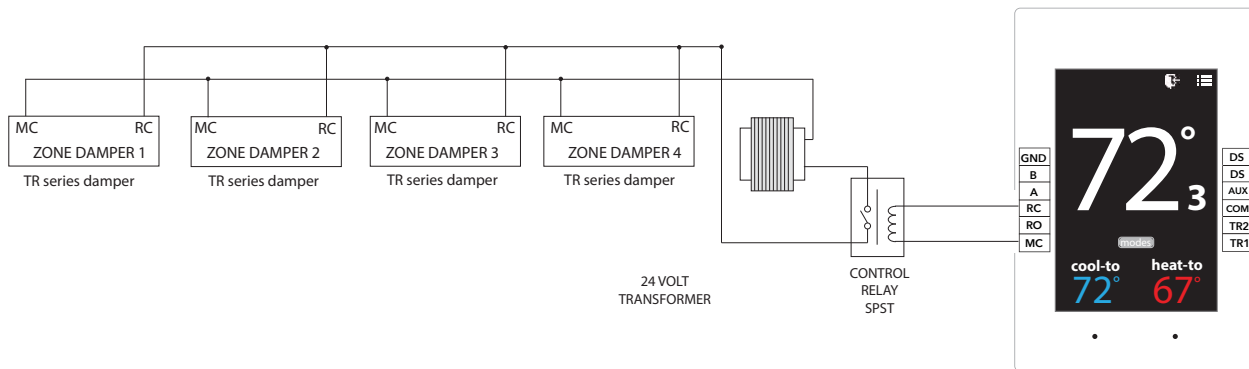 MC RC
ZONE DAMPER 1
TR series damper
MC RC
ZONE DAMPER 2
TR series damper
MC RC
ZONE DAMPER 3
TR series damper
MC RC
ZONE DAMPER 4
TR series damper
24 VOLT
TRANSFORMER
CONTROL
RELAY
SPST
GND
B
A
RC
RO
MC
72°3
modes
cool-to
72°
heat-to
67°
DS
DS
AUX
COM
TR2
TR1